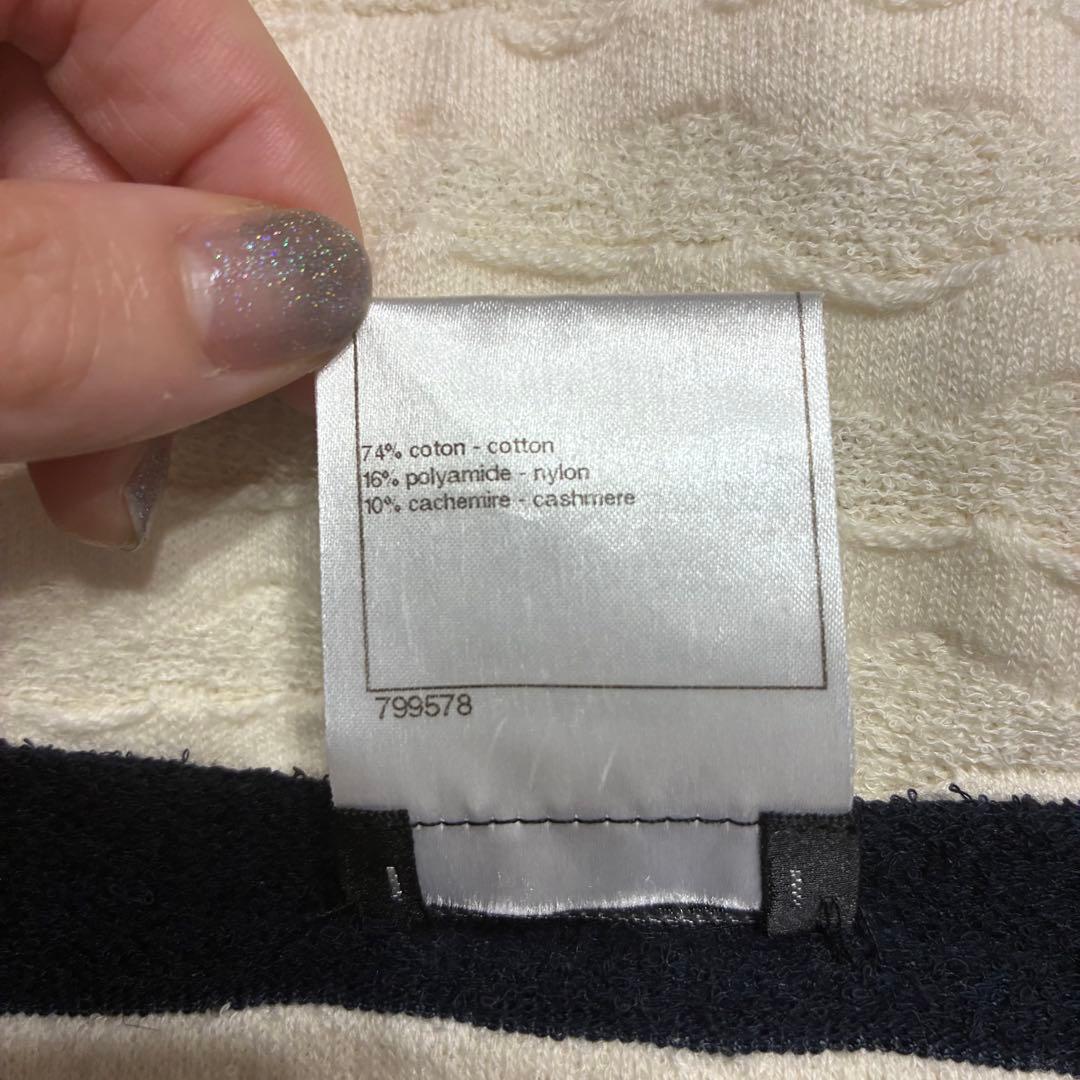 74% coton - cotton
16% polyamide - nylon
10% cachemire - cashmere
799578